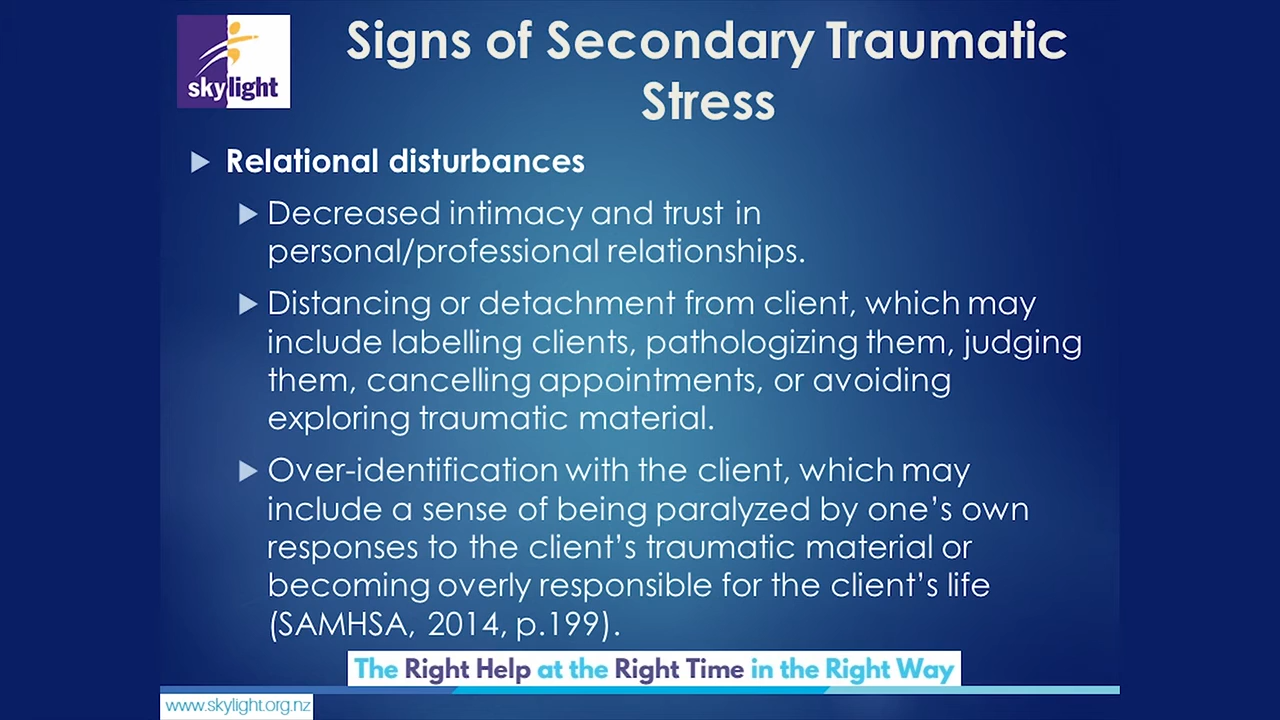 skylight
Signs of Secondary Traumatic
Stress
Relational disturbances
Decreased intimacy and trust in
personal/professional relationships.
Distancing or detachment from client, which may
include labelling clients, pathologizing them, judging
them, cancelling appointments, or avoiding
exploring traumatic material.
Over-identification with the client, which may
include a sense of being paralyzed by one’s own
responses to the client’s traumatic material or
becoming overly responsible for the client’s life
(SAMHSA, 2014, p.199).
The Right Help at the Right Time in the Right Way
www.skylight.org.nz